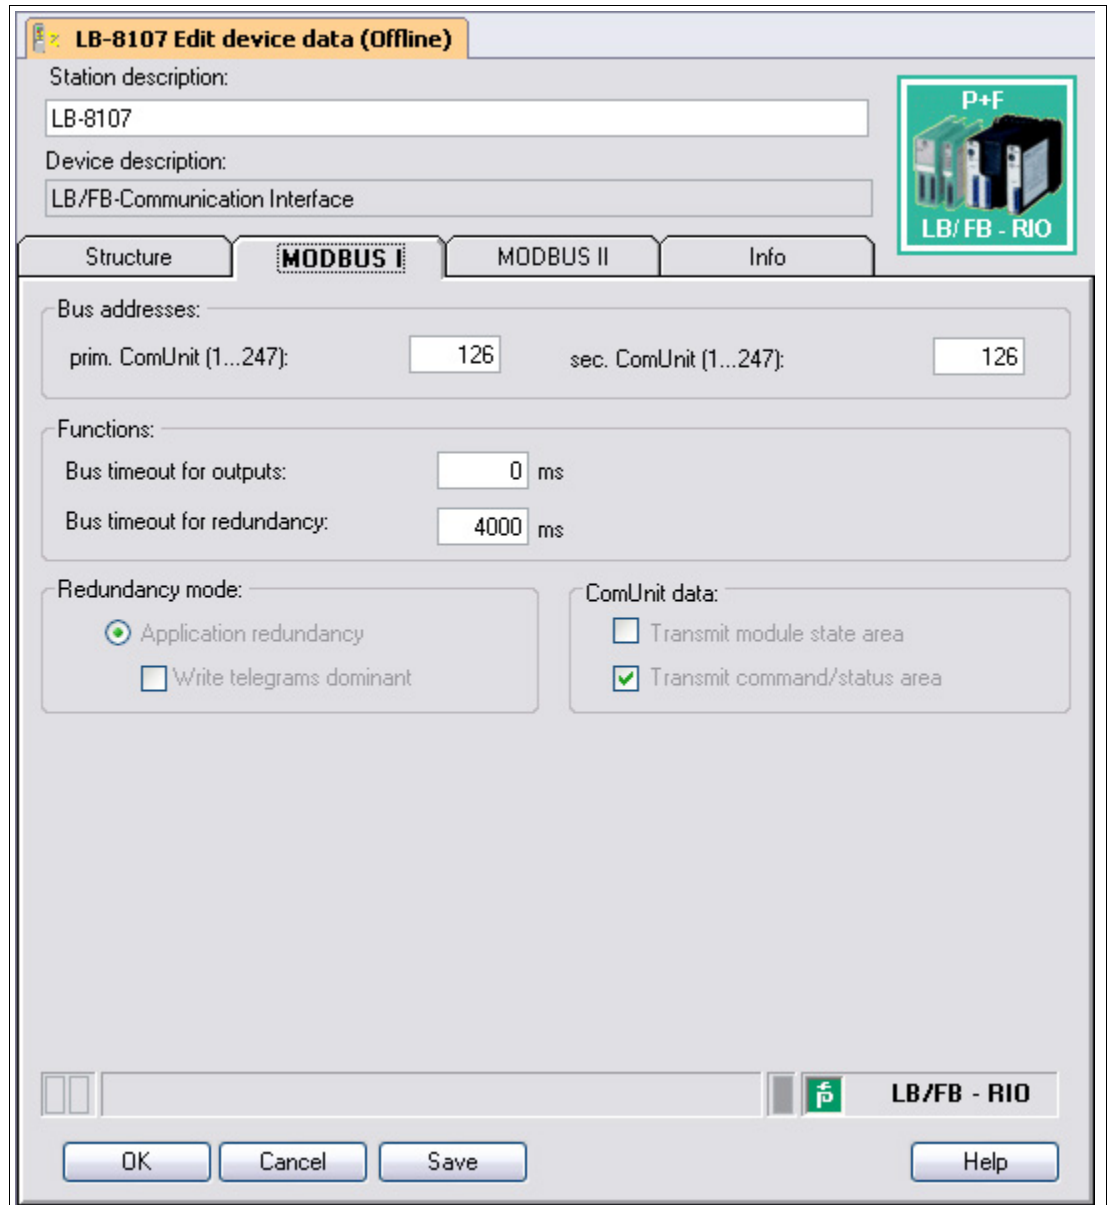 LB-8107 Edit device data (Offline)
Station description:
LB-8107
P+F
Device description:
LB/FB-Communication Interface
LB/FB - RIO
Structure
MODBUS I
MODBUS II
Info
Bus addresses:
prim. ComUnit (1...247): 126 sec. ComUnit (1...247): 126
Functions:
Bus timeout for outputs: 0 ms
Bus timeout for redundancy: 4000 ms
Redundancy mode:
Application redundancy
Write telegrams dominant
ComUnit data:
Transmit module state area
Transmit command/status area
LB/FB - RIO
OK
Cancel
Save
Help